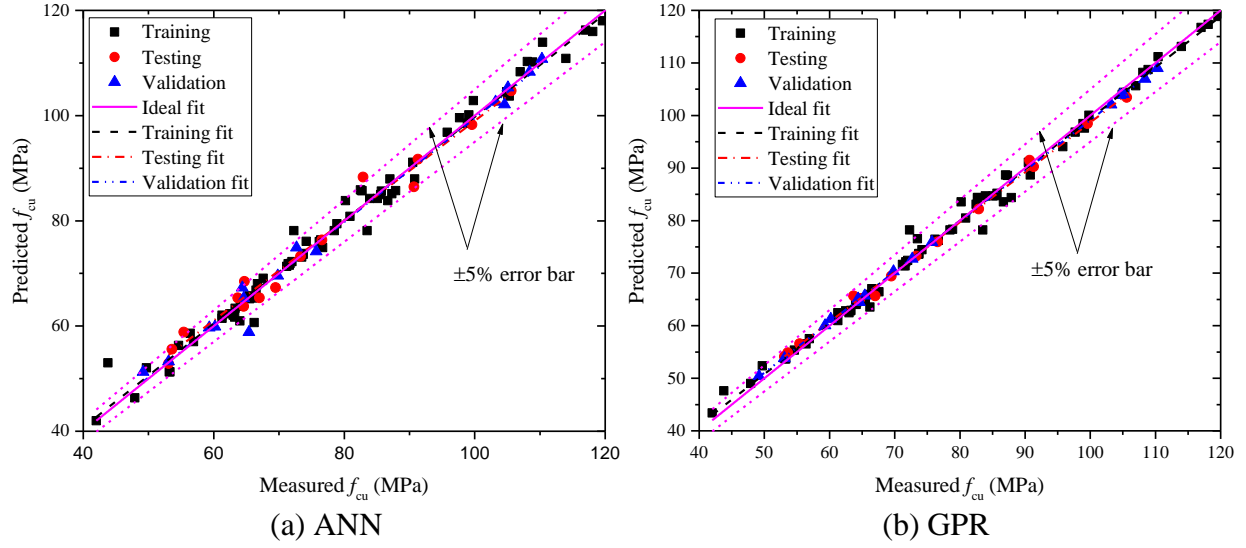 Training
Testing
Validation
Ideal fit
Training fit
Testing fit
Validation fit
±5% error bar
120
100
80
60
40
40 60 80 100 120
Predicted fcu (MPa)
Measured fcu (MPa)
(a) ANN
Training
Testing
Validation
Ideal fit
Training fit
Testing fit
Validation fit
±5% error bar
120
110
100
90
80
70
60
50
40
40 50 60 70 80 90 100 110 120
Predicted fcu (MPa)
Measured fcu (MPa)
(b) GPR